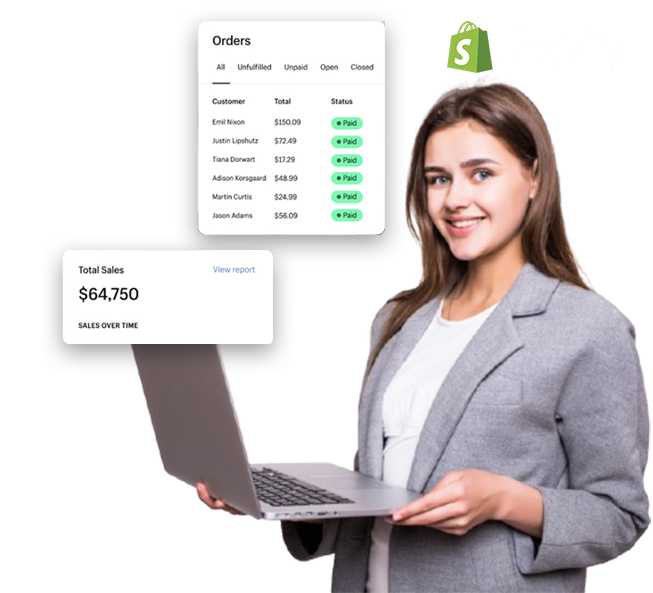 Orders
All Unfulfilled Unpaid Open Closed
Customer Total Status
Emil Nixon $150.09 Paid
Justin Lipshutz $72.49 Paid
Tiana Dorwart $17.29 Paid
Adison Korsgaard $48.99 Paid
Martin Curtis $24.99 Paid
Jason Adams $56.09 Paid
S
Total Sales View report
$64,750
SALES OVER TIME